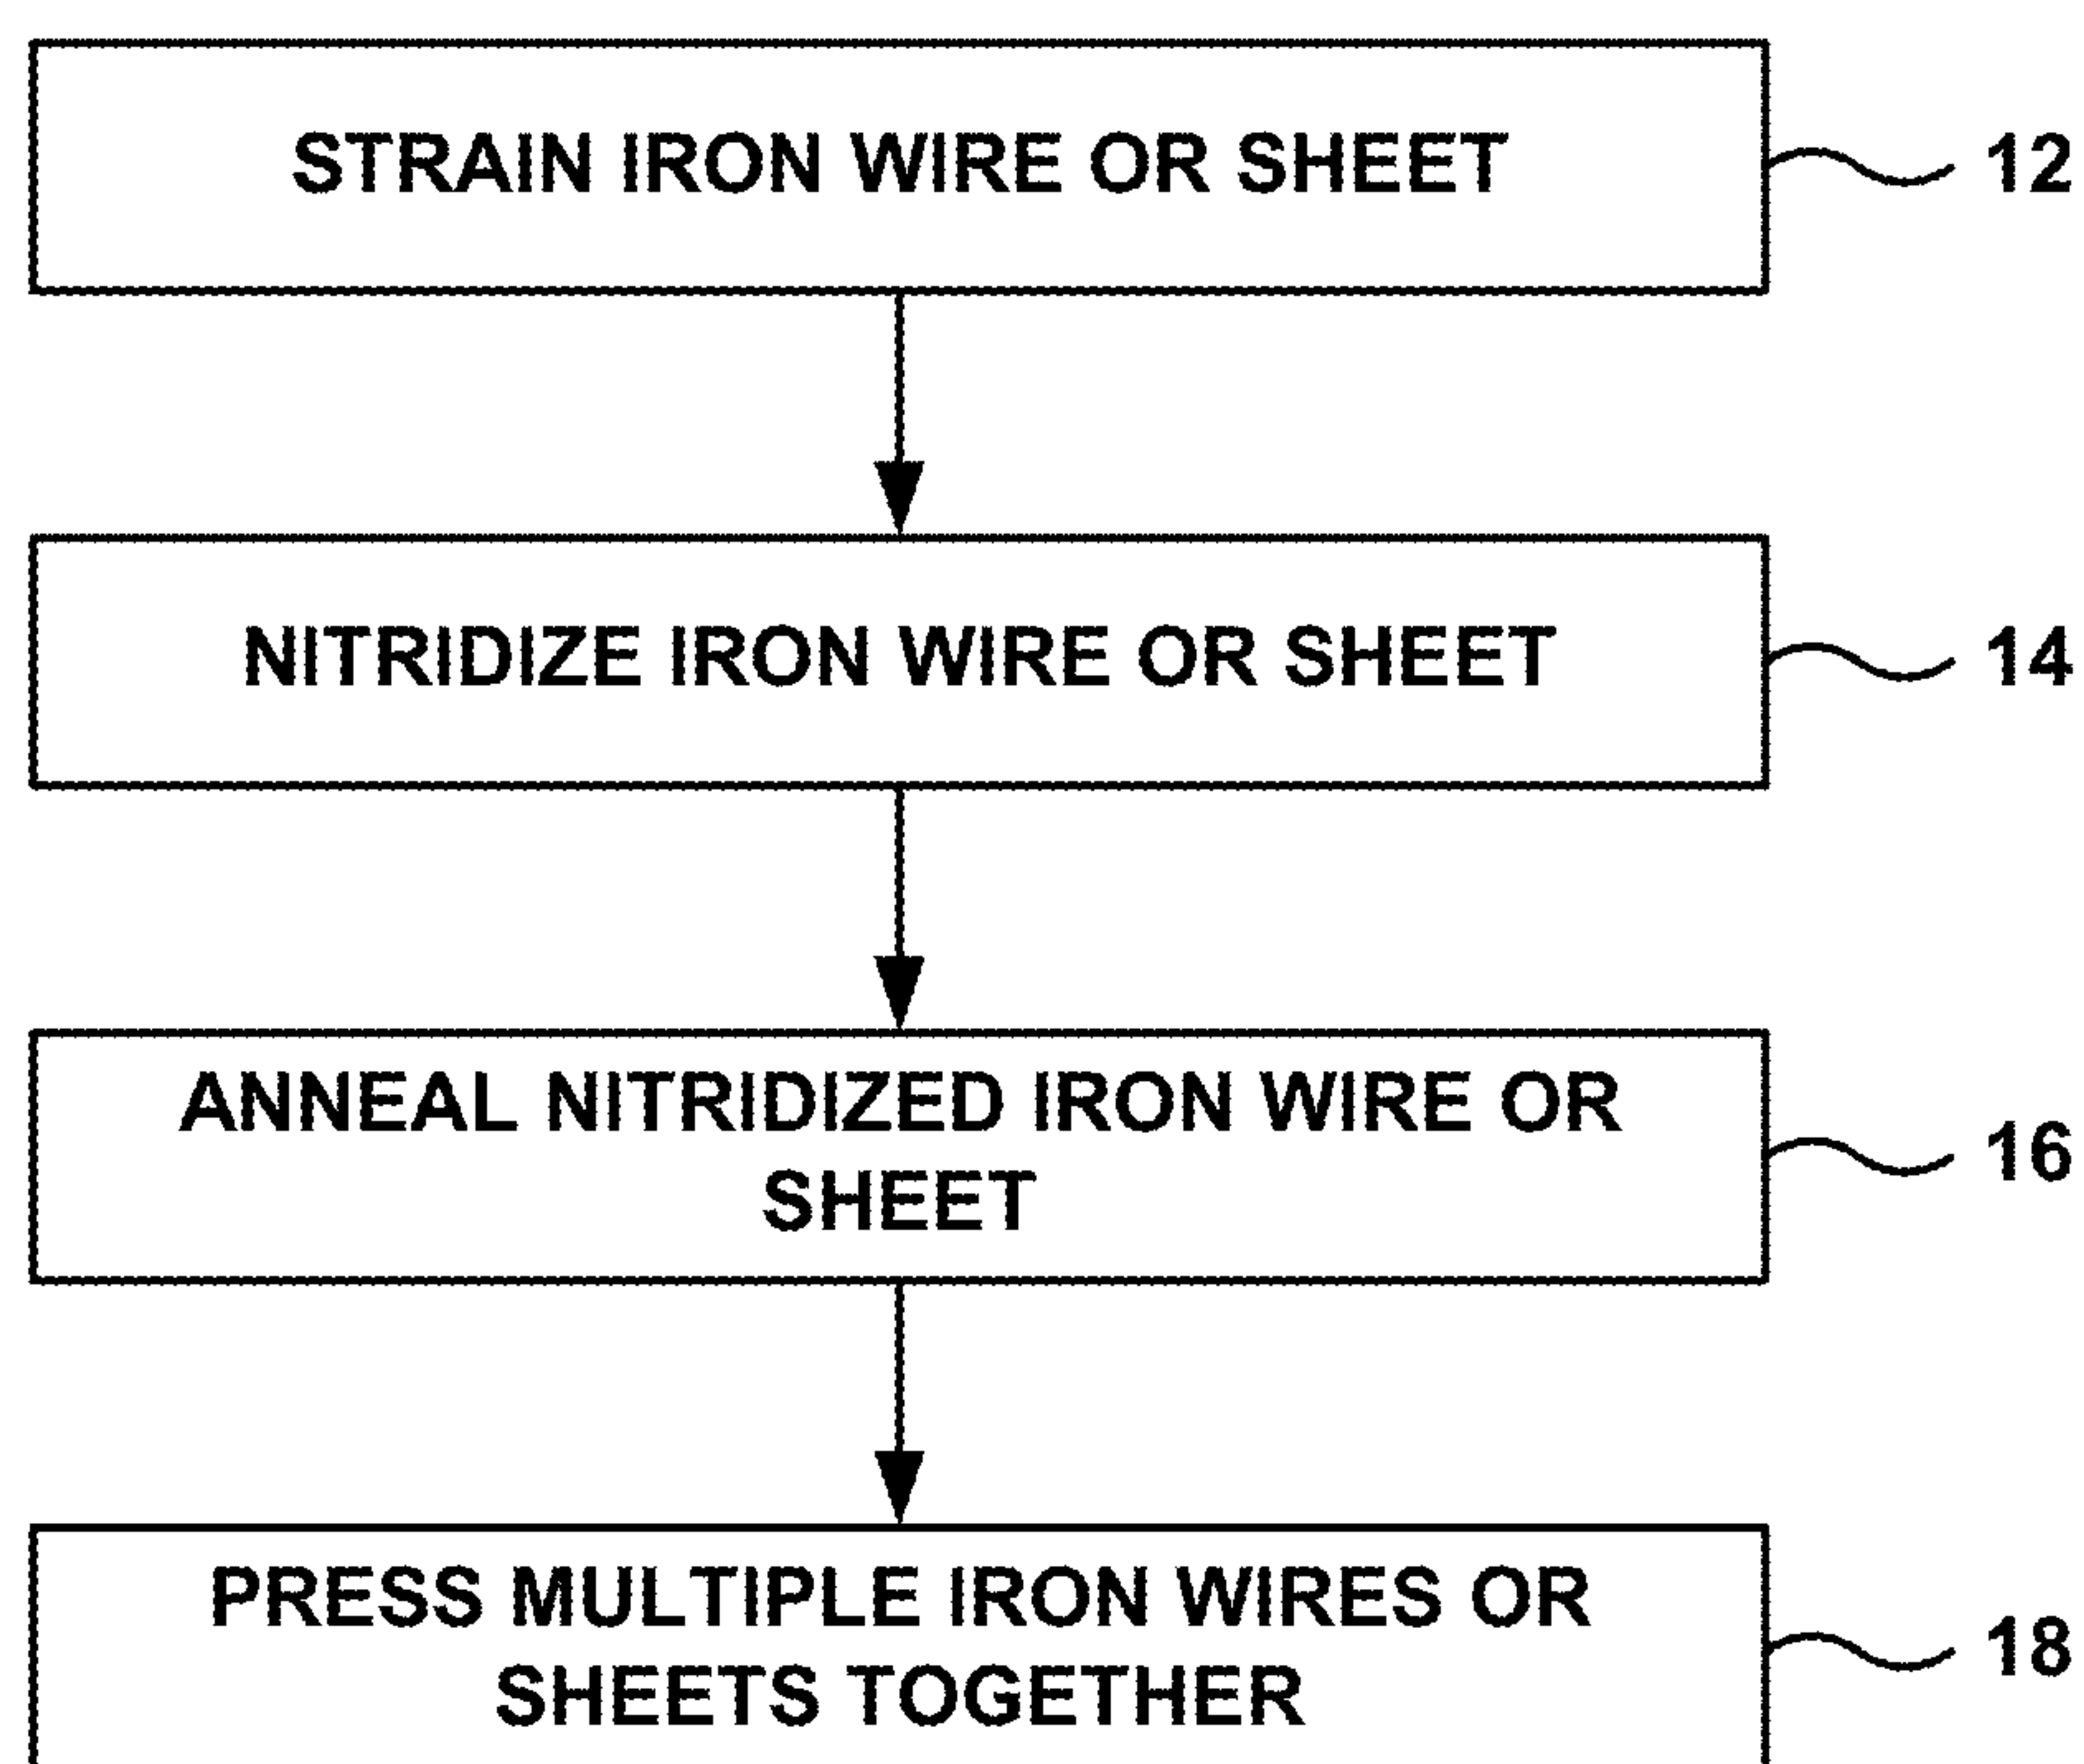 STRAIN IRON WIRE OR SHEET
12
NITRIDIZE IRON WIRE OR SHEET
14
ANNEAL NITRIDIZED IRON WIRE OR
SHEET
16
PRESS MULTIPLE IRON WIRES OR
SHEETS TOGETHER
18